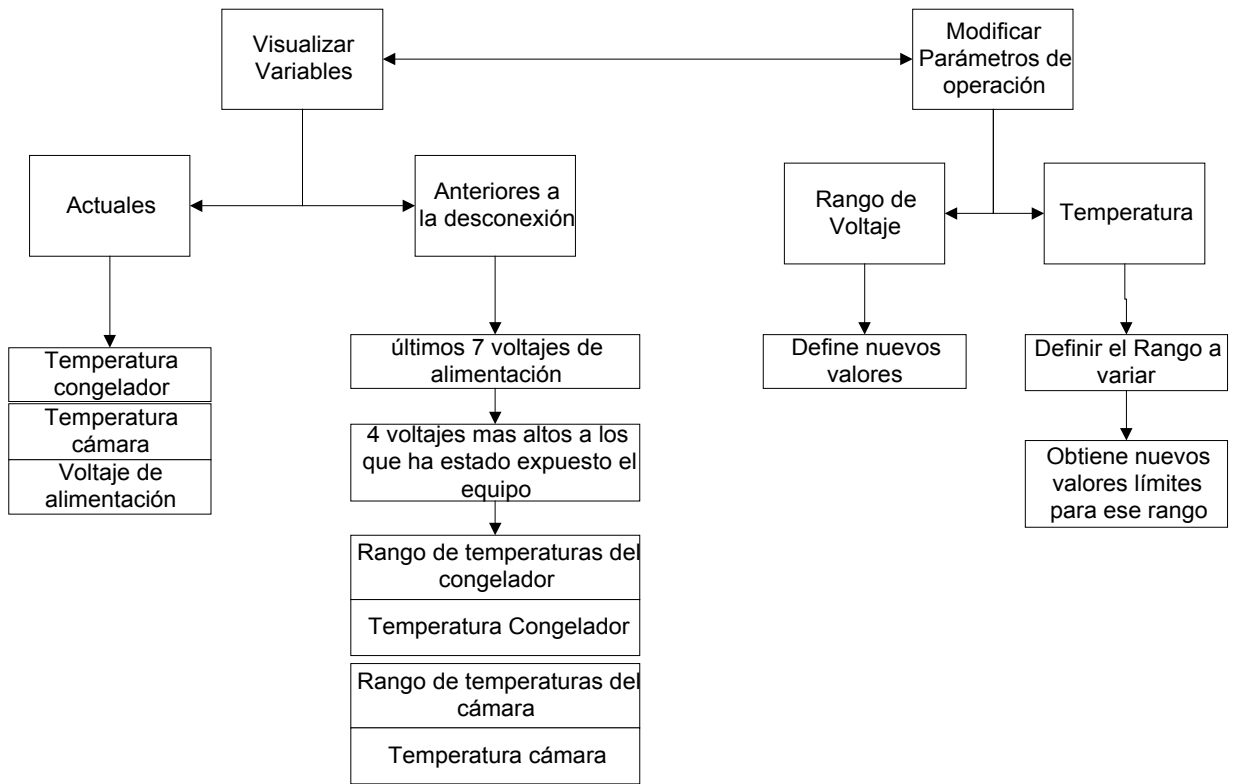 Visualizar
Variables
Modificar
Parámetros de
operación
Actuales
Anteriores a
la desconexión
Rango de
Voltaje
Temperatura
Temperatura
congelador
Temperatura
cámara
Voltaje de
alimentación
últimos 7 voltajes de
alimentación
4 voltajes mas altos a los
que ha estado expuesto el
equipo
Rango de temperaturas del
congelador
Temperatura Congelador
Rango de temperaturas del
cámara
Temperatura cámara
Define nuevos
valores
Definir el Rango a
variar
Obtiene nuevos
valores límites
para ese rango